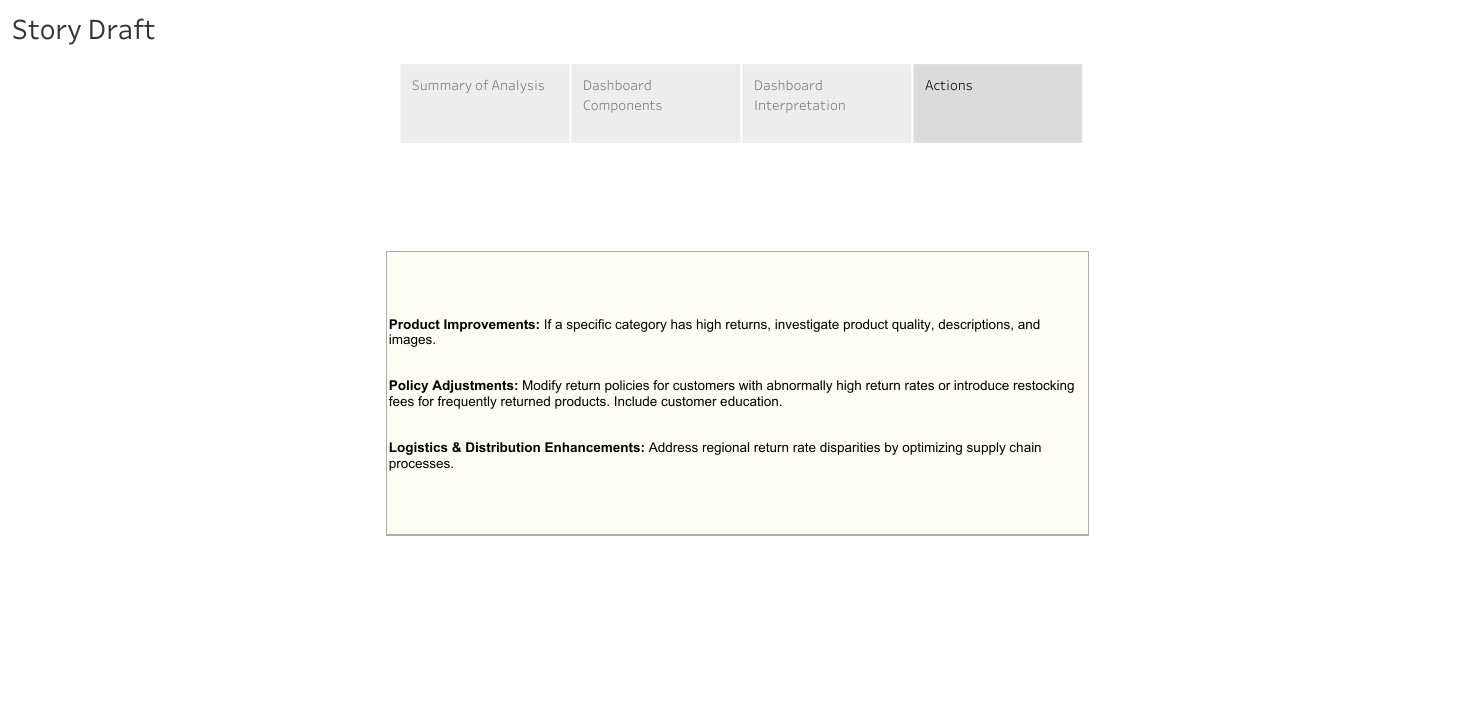 Story Draft
Summary of Analysis
Dashboard
Components
Dashboard
Interpretation
Actions
Product Improvements: If a specific category has high returns, investigate product quality, descriptions, and
images.
Policy Adjustments: Modify return policies for customers with abnormally high return rates or introduce restocking
fees for frequently returned products. Include customer education.
Logistics & Distribution Enhancements: Address regional return rate disparities by optimizing supply chain
processes.